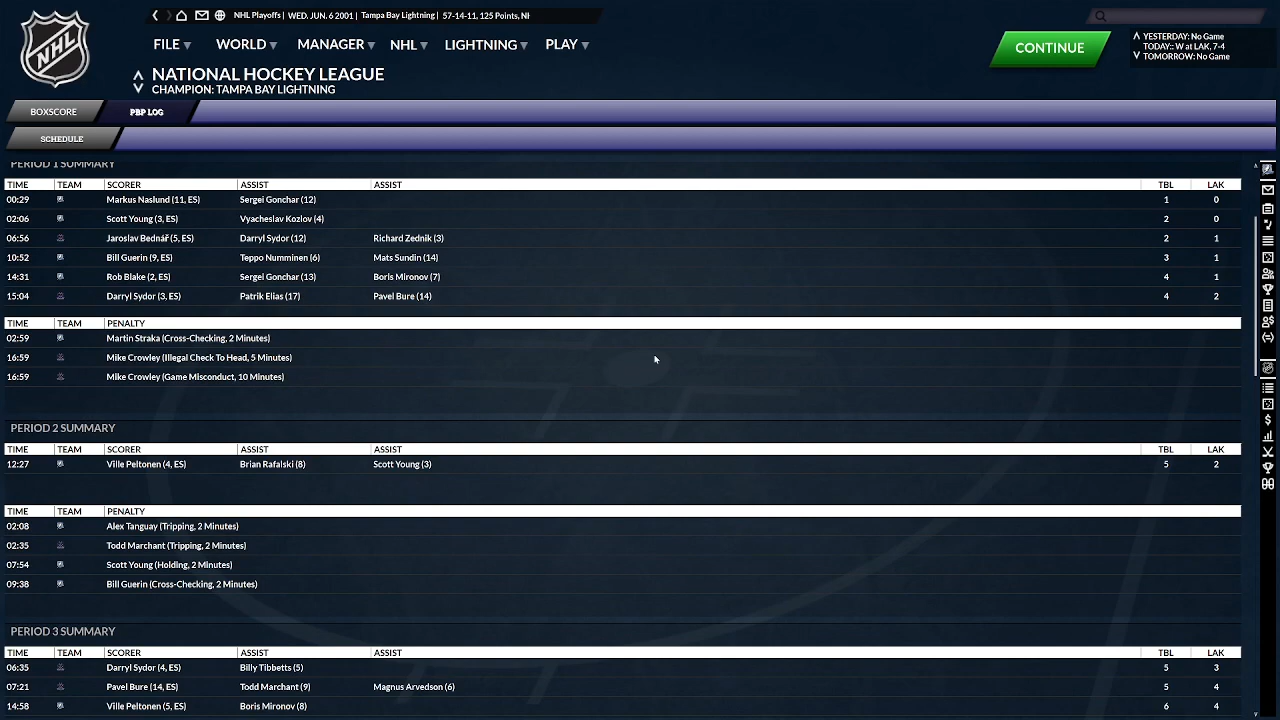 NHL Playoffs | WED. JUN. 6 2001 | Tampa Bay Lightning | 57-14-11, 125 Points, NH
FILE WORLD MANAGER NHL LIGHTNING PLAY
CONTINUE
YESTERDAY: No Game
TODAY:: W at LAK, 7-4
TOMORROW: No Game
NHL
NATIONAL HOCKEY LEAGUE
CHAMPION: TAMPA BAY LIGHTNING
BOXSCORE PBP LOG
SCHEDULE
PERIOD 1 SUMMARY
TIME TEAM SCORER ASSIST ASSIST TBL LAK
00:29 Markus Naslund (11, ES) Sergei Gonchar (12) 1 0
02:06 Scott Young (3, ES) Vyacheslav Kozlov (4) 2 0
06:56 Jaroslav Bednář (5, ES) Darryl Sydor (12) Richard Zednik (3) 2 1
10:52 Bill Guerin (9, ES) Teppo Numminen (6) Mats Sundin (14) 3 1
14:31 Rob Blake (2, ES) Sergei Gonchar (13) Boris Mironov (7) 4 1
15:04 Darryl Sydor (3, ES) Patrik Elias (17) Pavel Bure (14) 4 2
TIME TEAM PENALTY
02:59 Martin Straka (Cross-Checking, 2 Minutes)
16:59 Mike Crowley (Illegal Check To Head, 5 Minutes)
16:59 Mike Crowley (Game Misconduct, 10 Minutes)
PERIOD 2 SUMMARY
TIME TEAM SCORER ASSIST ASSIST TBL LAK
12:27 Ville Peltonen (4, ES) Brian Rafalski (8) Scott Young (3) 5 2
TIME TEAM PENALTY
02:08 Alex Tanguay (Tripping, 2 Minutes)
02:35 Todd Marchant (Tripping, 2 Minutes)
07:54 Scott Young (Holding, 2 Minutes)
09:38 Bill Guerin (Cross-Checking, 2 Minutes)
PERIOD 3 SUMMARY
TIME TEAM SCORER ASSIST ASSIST TBL LAK
06:35 Darryl Sydor (4, ES) Billy Tibbetts (5) 5 3
07:21 Pavel Bure (14, ES) Todd Marchant (9) Magnus Arvedson (6) 5 4
14:58 Ville Peltonen (5, ES) Boris Mironov (8) 6 4